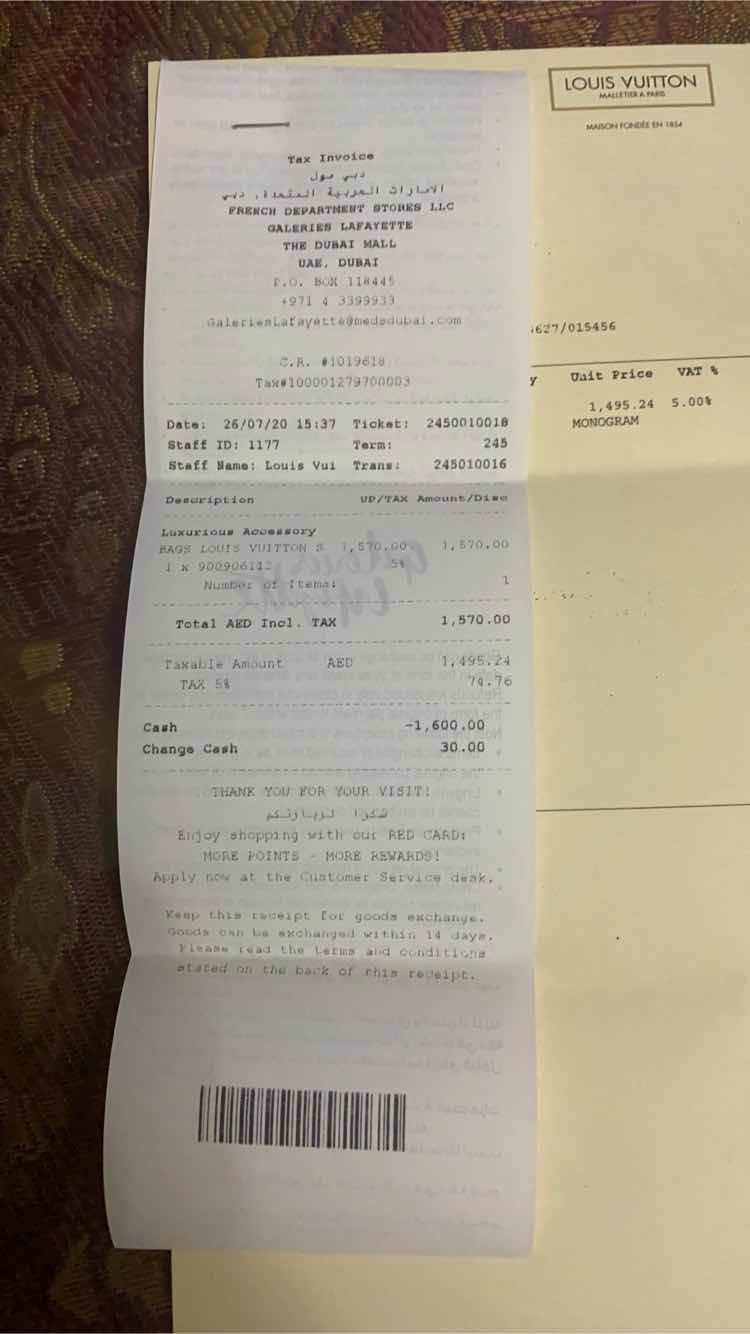 LOUIS VUITTON
MALLETIER A PARIS
MAISON FONDÉE EN 1854
Tax Invoice
دبي مول
الامارات العربية المتحدة, دبي
FRENCH DEPARTMENT STORES LLC
GALERIES LAFAYETTE
THE DUBAI MALL
UAE, DUBAI
P.O. BOX 118445
+971 4 3399933
GaleriesLafayette@medsdubai.com
C.R. #1019618
Tax#100001279700003
Date: 26/07/20 15:37 Ticket: 2450010018
Staff ID: 1177 Term: 245
Staff Name: Louis Vui Trans: 245010016
Description UP/TAX Amount/Disc
Luxurious Accessory
BAGS LOUIS VUITTON S 1,570.00 1,570.00
1 X 900906112 5%
Number of Items: 1
Total AED Incl. TAX 1,570.00
Taxable Amount AED 1,495.24
TAX 5% 74.76
Cash -1,600.00
Change Cash 30.00
THANK YOU FOR YOUR VISIT!
شكرا لزيارتكم
Enjoy shopping with our RED CARD:
MORE POINTS - MORE REWARDS!
Apply now at the Customer Service desk.
Keep this receipt for goods exchange.
Goods can be exchanged within 14 days.
Please read the terms and conditions
stated on the back of this receipt.
627/015456
y Unit Price VAT %
1,495.24 5.00%
MONOGRAM